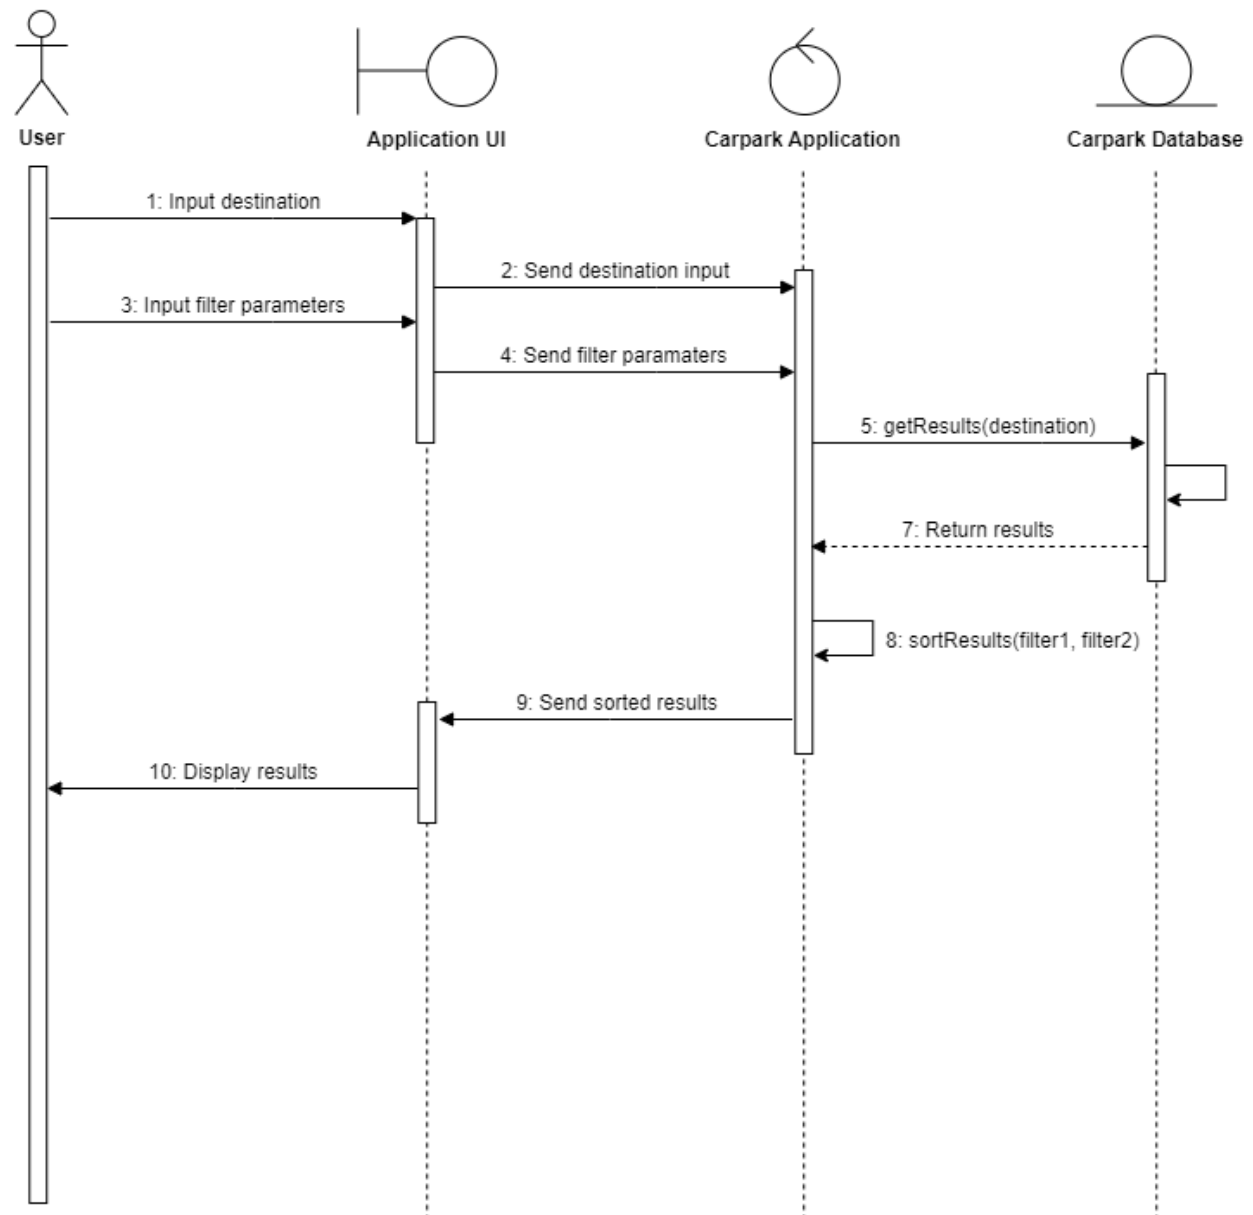 User
Application UI
Carpark Application
Carpark Database
1: Input destination
2: Send destination input
3: Input filter parameters
4: Send filter paramaters
5: getResults(destination)
7: Return results
8: sortResults(filter1, filter2)
9: Send sorted results
10: Display results